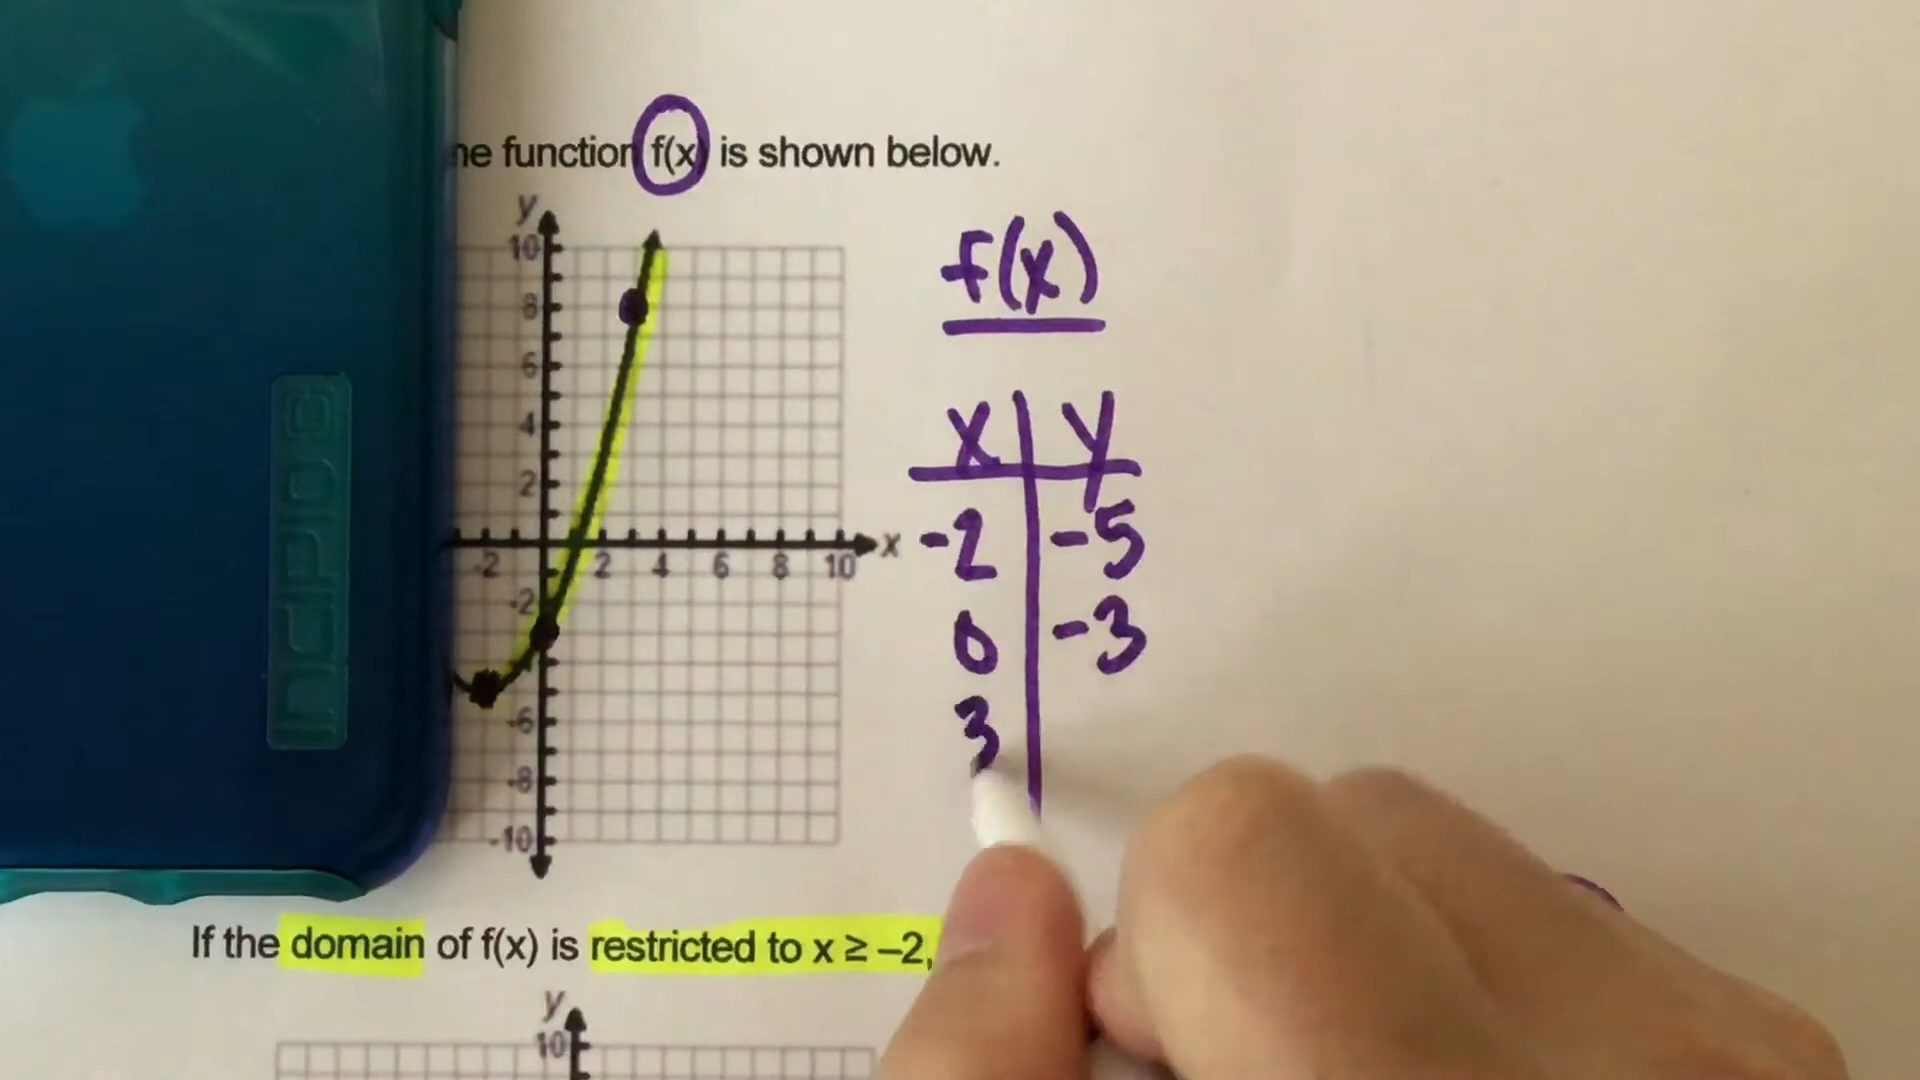 function f(x) is shown below.
f(x)
y
10
8
6
4
2
x
-2 2 4 6 8 10
-2
-6
-8
-10
x y
-2 -5
0 -3
3
INCIPIO
If the domain of f(x) is restricted to x ≥ –2,
y
10